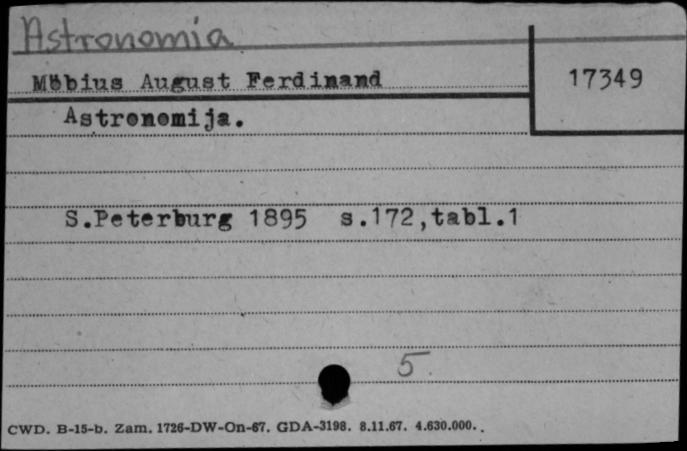 Astronomia
Möbius August Ferdinand
17349
Astronomija.
S.Peterburg 1895 s.172,tabl.1
5.
CWD. B-15-b. Zam. 1726-DW-On-67. GDA-3198. 8.11.67. 4.630.000.